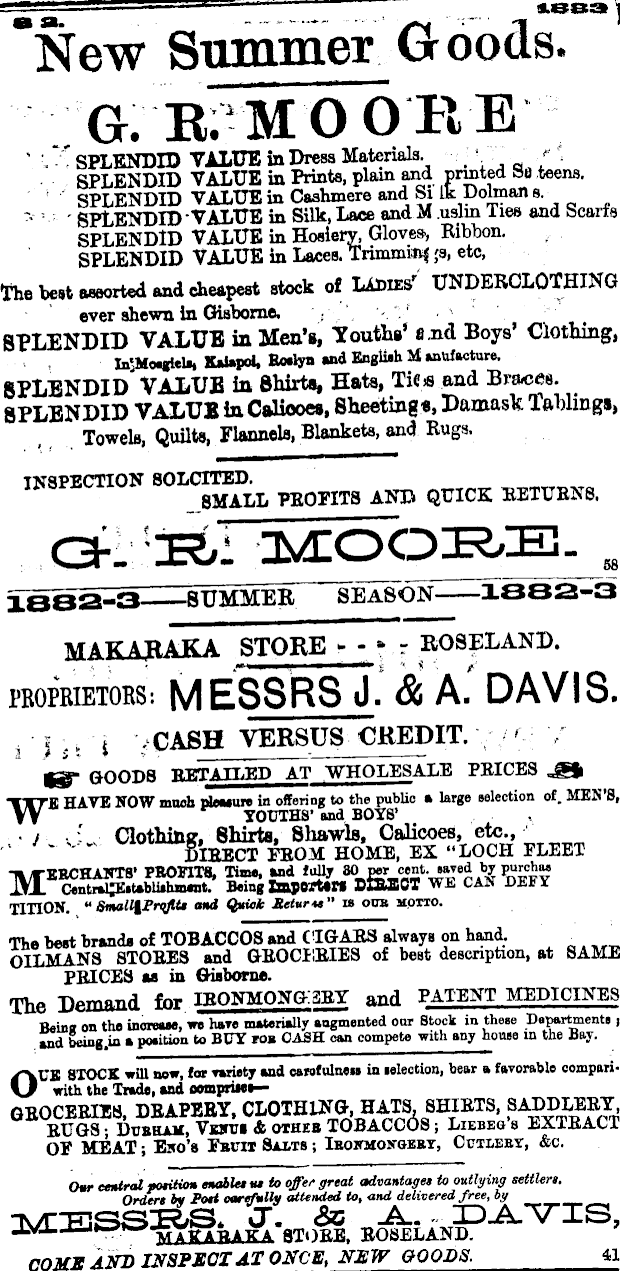 82. 1883
New Summer Goods.
G. R. MOORE
SPLENDID VALUE in Dress Materials.
SPLENDID VALUE in Prints, plain and printed Sateens.
SPLENDID VALUE in Cashmere and Silk Dolmans.
SPLENDID VALUE in Silk, Lace and Muslin Ties and Scarfs
SPLENDID VALUE in Hosiery, Gloves, Ribbon.
SPLENDID VALUE in Laces. Trimmings, etc,
The best assorted and cheapest stock of LADIES' UNDERCLOTHING
ever shewn in Gisborne.
SPLENDID VALUE in Men's, Youths' and Boys' Clothing,
In Mosgiels, Kaiapoi, Roslyn and English Manufacture.
SPLENDID VALUE in Shirts, Hats, Ties and Braces.
SPLENDID VALUE in Calicoes, Sheetings, Damask Tablings,
Towels, Quilts, Flannels, Blankets, and Rugs.
INSPECTION SOLCITED.
SMALL PROFITS AND QUICK RETURNS.
G. R. MOORE.
58
1882-3—SUMMER SEASON—1882-3
MAKARAKA STORE - - - - ROSELAND.
PROPRIETORS: MESSRS J. & A. DAVIS.
CASH VERSUS CREDIT.
GOODS RETAILED AT WHOLESALE PRICES
WE HAVE NOW much pleasure in offering to the public a large selection of MEN'S,
YOUTHS' and BOYS'
Clothing, Shirts, Shawls, Calicoes, etc.,
DIRECT FROM HOME, EX "LOCH FLEET
MERCHANTS' PROFITS, Time, and fully 30 per cent. saved by purchas
Central Establishment. Being Importers DIRECT WE CAN DEFY
TITION. "Small Profits and Quick Returns" IS OUR MOTTO.
The best brands of TOBACCOS and CIGARS always on hand.
OILMANS STORES and GROCERIES of best description, at SAME
PRICES as in Gisborne.
The Demand for IRONMONGERY and PATENT MEDICINES
Being on the increase, we have materially augmented our Stock in these Departments;
and being in a position to BUY FOR CASH can compete with any house in the Bay.
OUR STOCK will now, for variety and carefulness in selection, bear a favorable compari-
with the Trade, and comprises—
GROCERIES, DRAPERY, CLOTHING, HATS, SHIRTS, SADDLERY,
RUGS; DURHAM, VENUS & OTHER TOBACCOS; LIEBEG'S EXTRACT
OF MEAT; ENO'S FRUIT SALTS; IRONMONGERY, CUTLERY, &c.
Our central position enables us to offer great advantages to outlying settlers.
Orders by Post carefully attended to, and delivered free, by
MESSRS. J. & A. DAVIS,
MAKARAKA STORE, ROSELAND.
COME AND INSPECT AT ONCE, NEW GOODS. 41